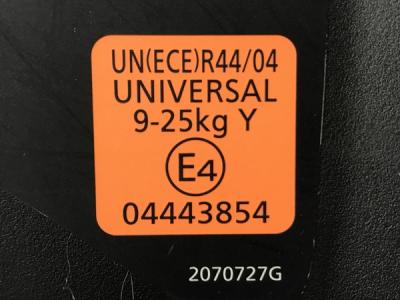 UN(ECE)R44/04
UNIVERSAL
9-25kg Y
E4
04443854
2070727G